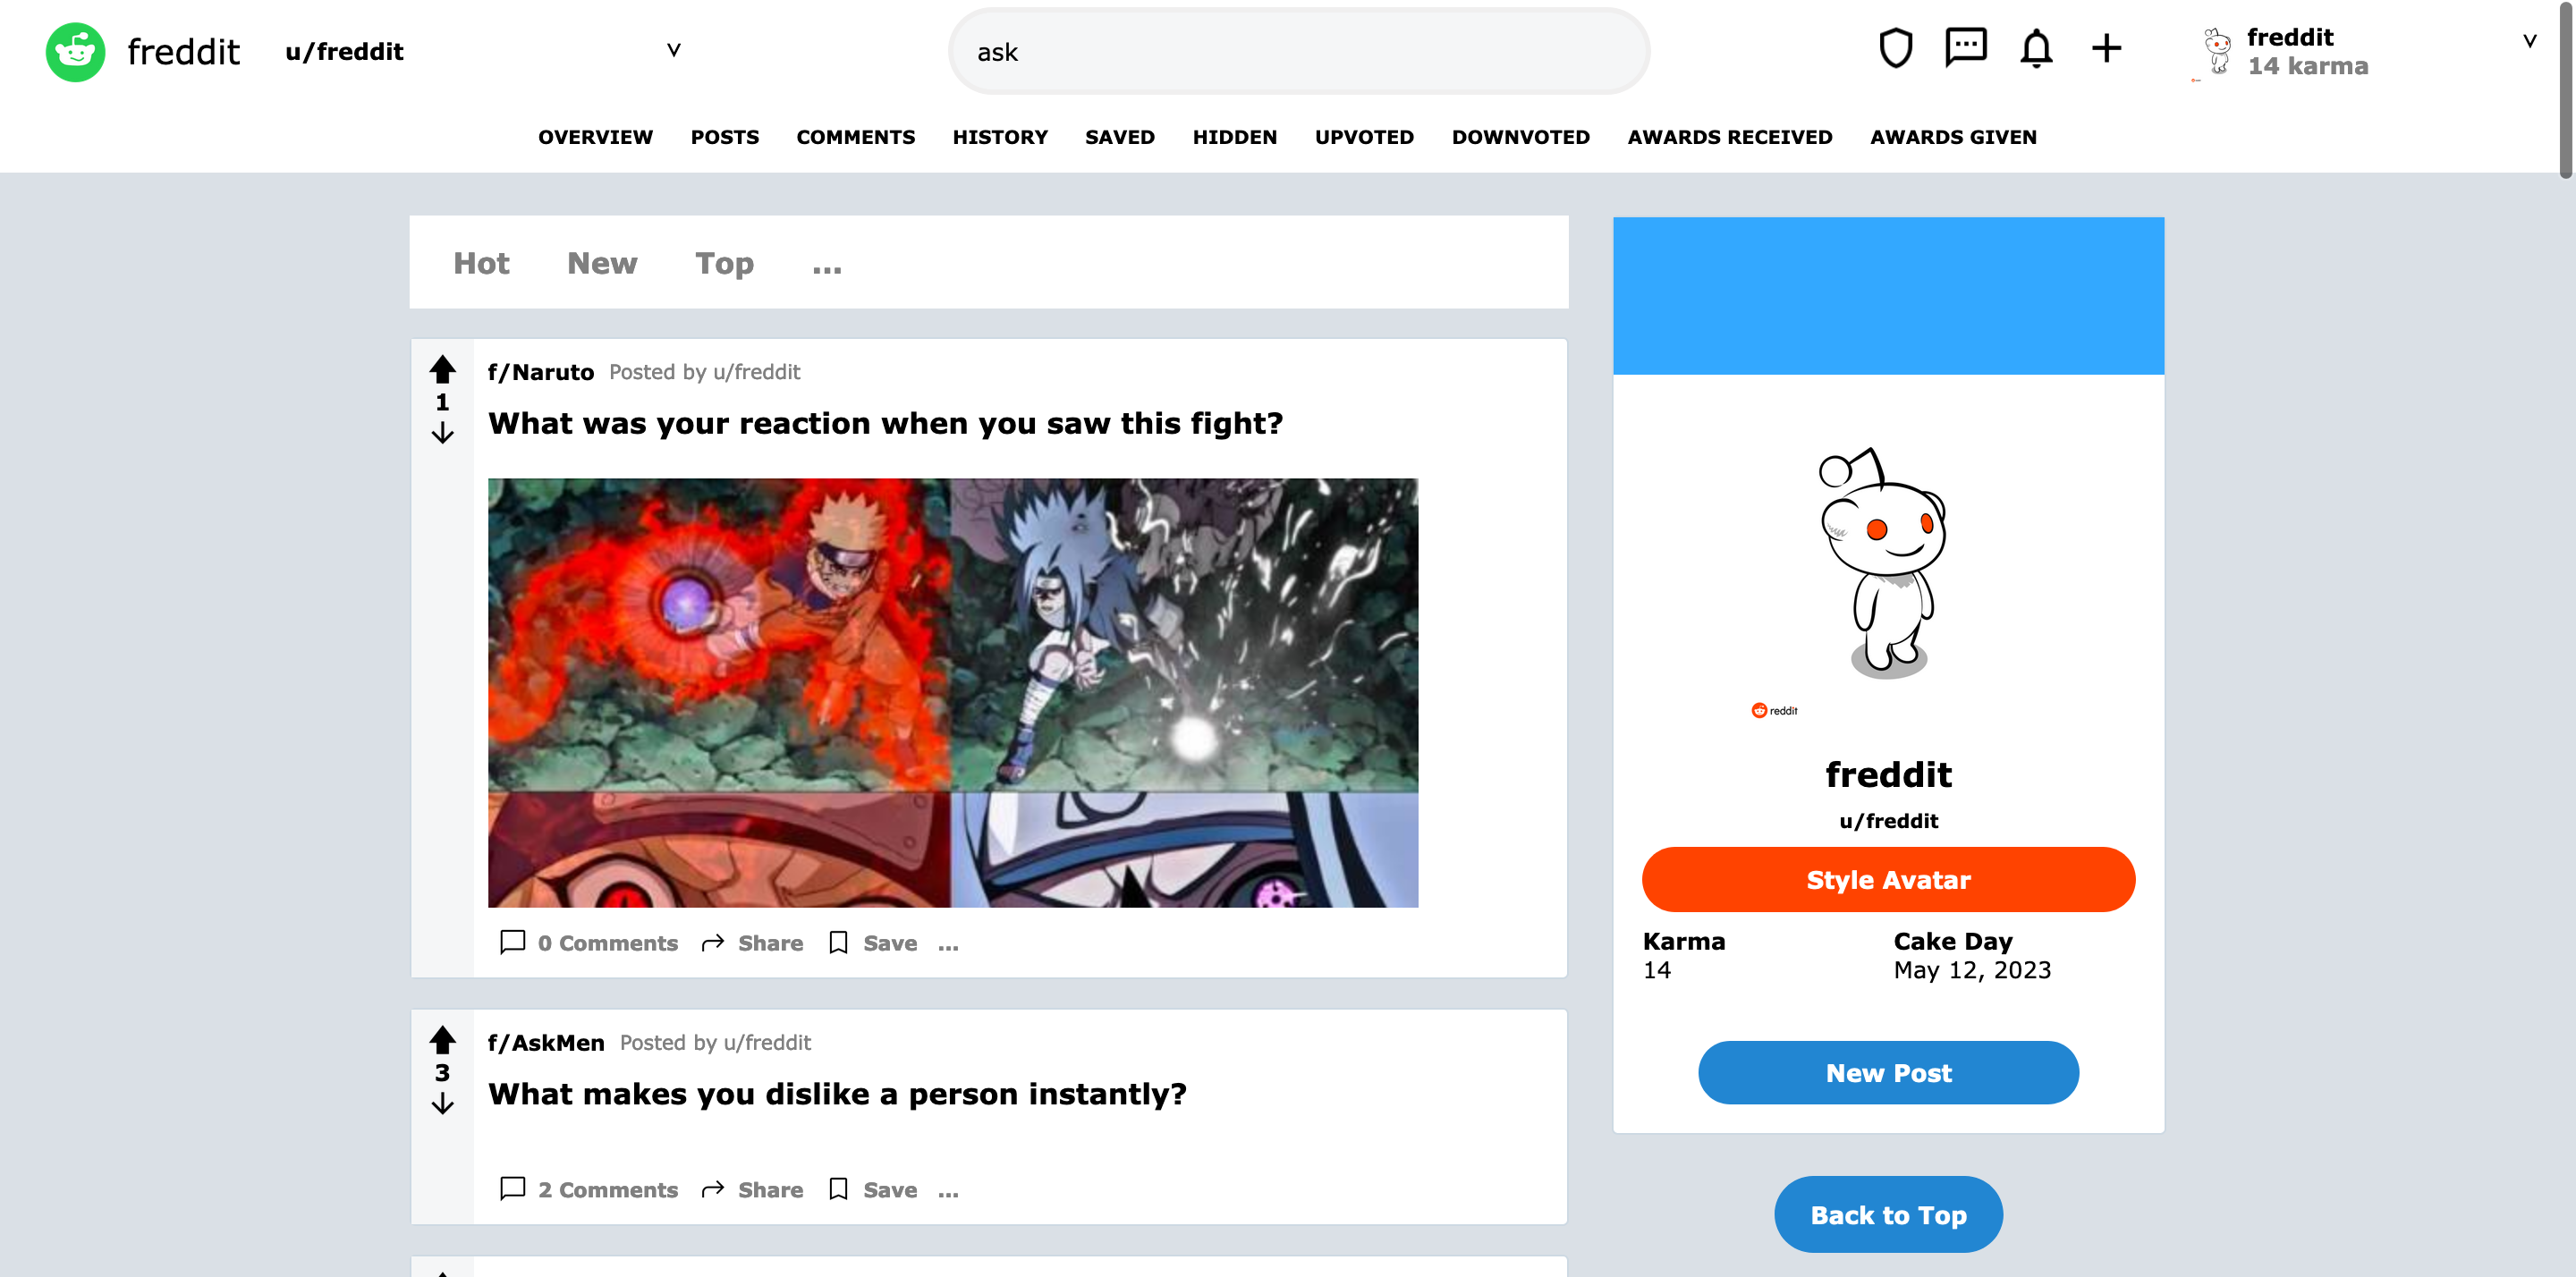 freddit
u/freddit
ask
freddit
14 karma
OVERVIEW POSTS COMMENTS HISTORY SAVED HIDDEN UPVOTED DOWNVOTED AWARDS RECEIVED AWARDS GIVEN
Hot New Top ...
f/Naruto Posted by u/freddit
1
What was your reaction when you saw this fight?
0 Comments Share Save ...
f/AskMen Posted by u/freddit
3
What makes you dislike a person instantly?
2 Comments Share Save ...
reddit
freddit
u/freddit
Style Avatar
Karma Cake Day
14 May 12, 2023
New Post
Back to Top